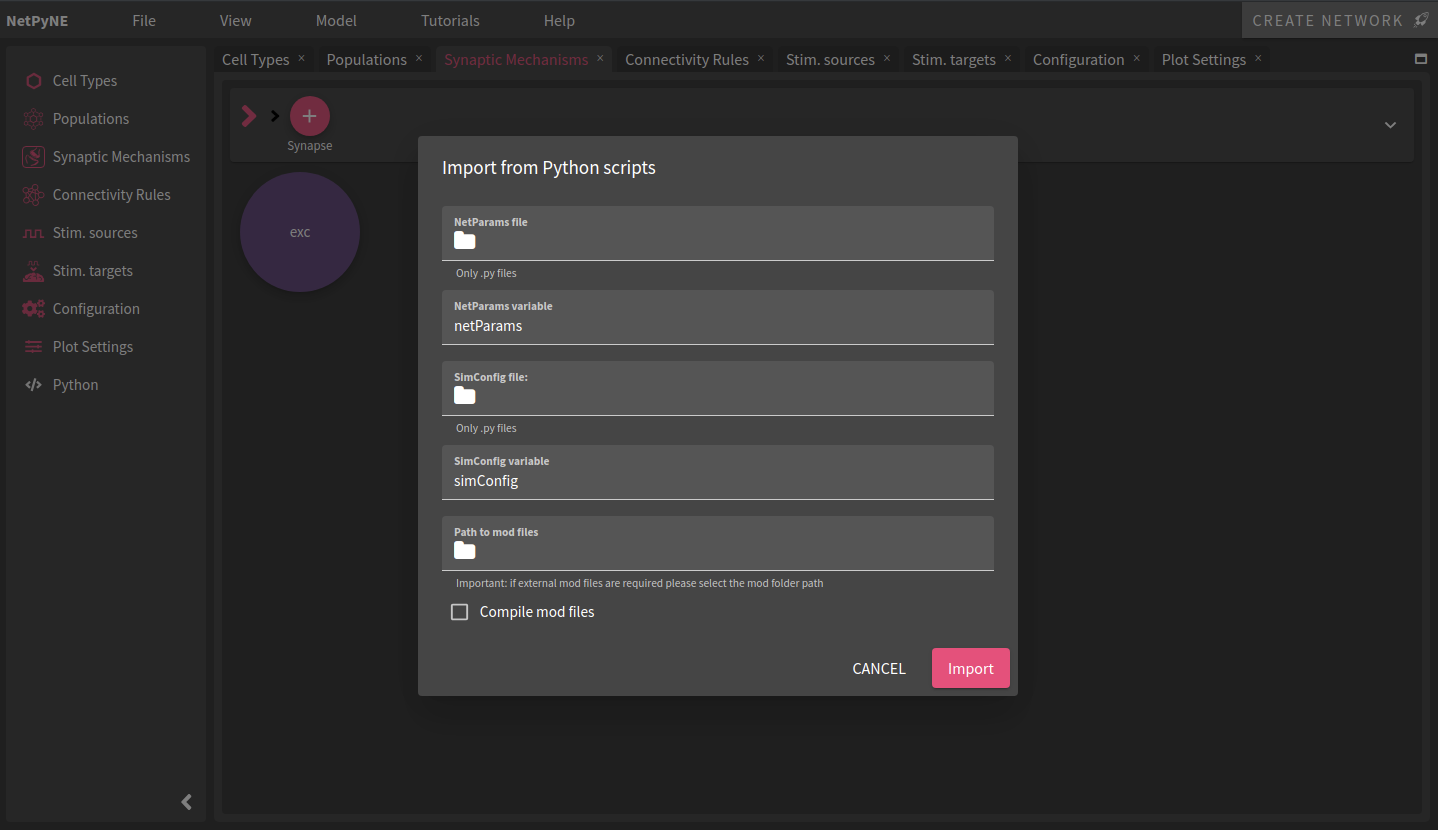 NetPyNE File View Model Tutorials Help CREATE NETWORK
Cell Types
Populations
Synaptic Mechanisms
Connectivity Rules
Stim. sources
Stim. targets
Configuration
Plot Settings
Python
Cell Types × Populations × Synaptic Mechanisms × Connectivity Rules × Stim. sources × Stim. targets × Configuration × Plot Settings ×
Synapse
exc
Import from Python scripts
NetParams file
Only .py files
NetParams variable
netParams
SimConfig file:
Only .py files
SimConfig variable
simConfig
Path to mod files
Important: if external mod files are required please select the mod folder path
Compile mod files
CANCEL Import